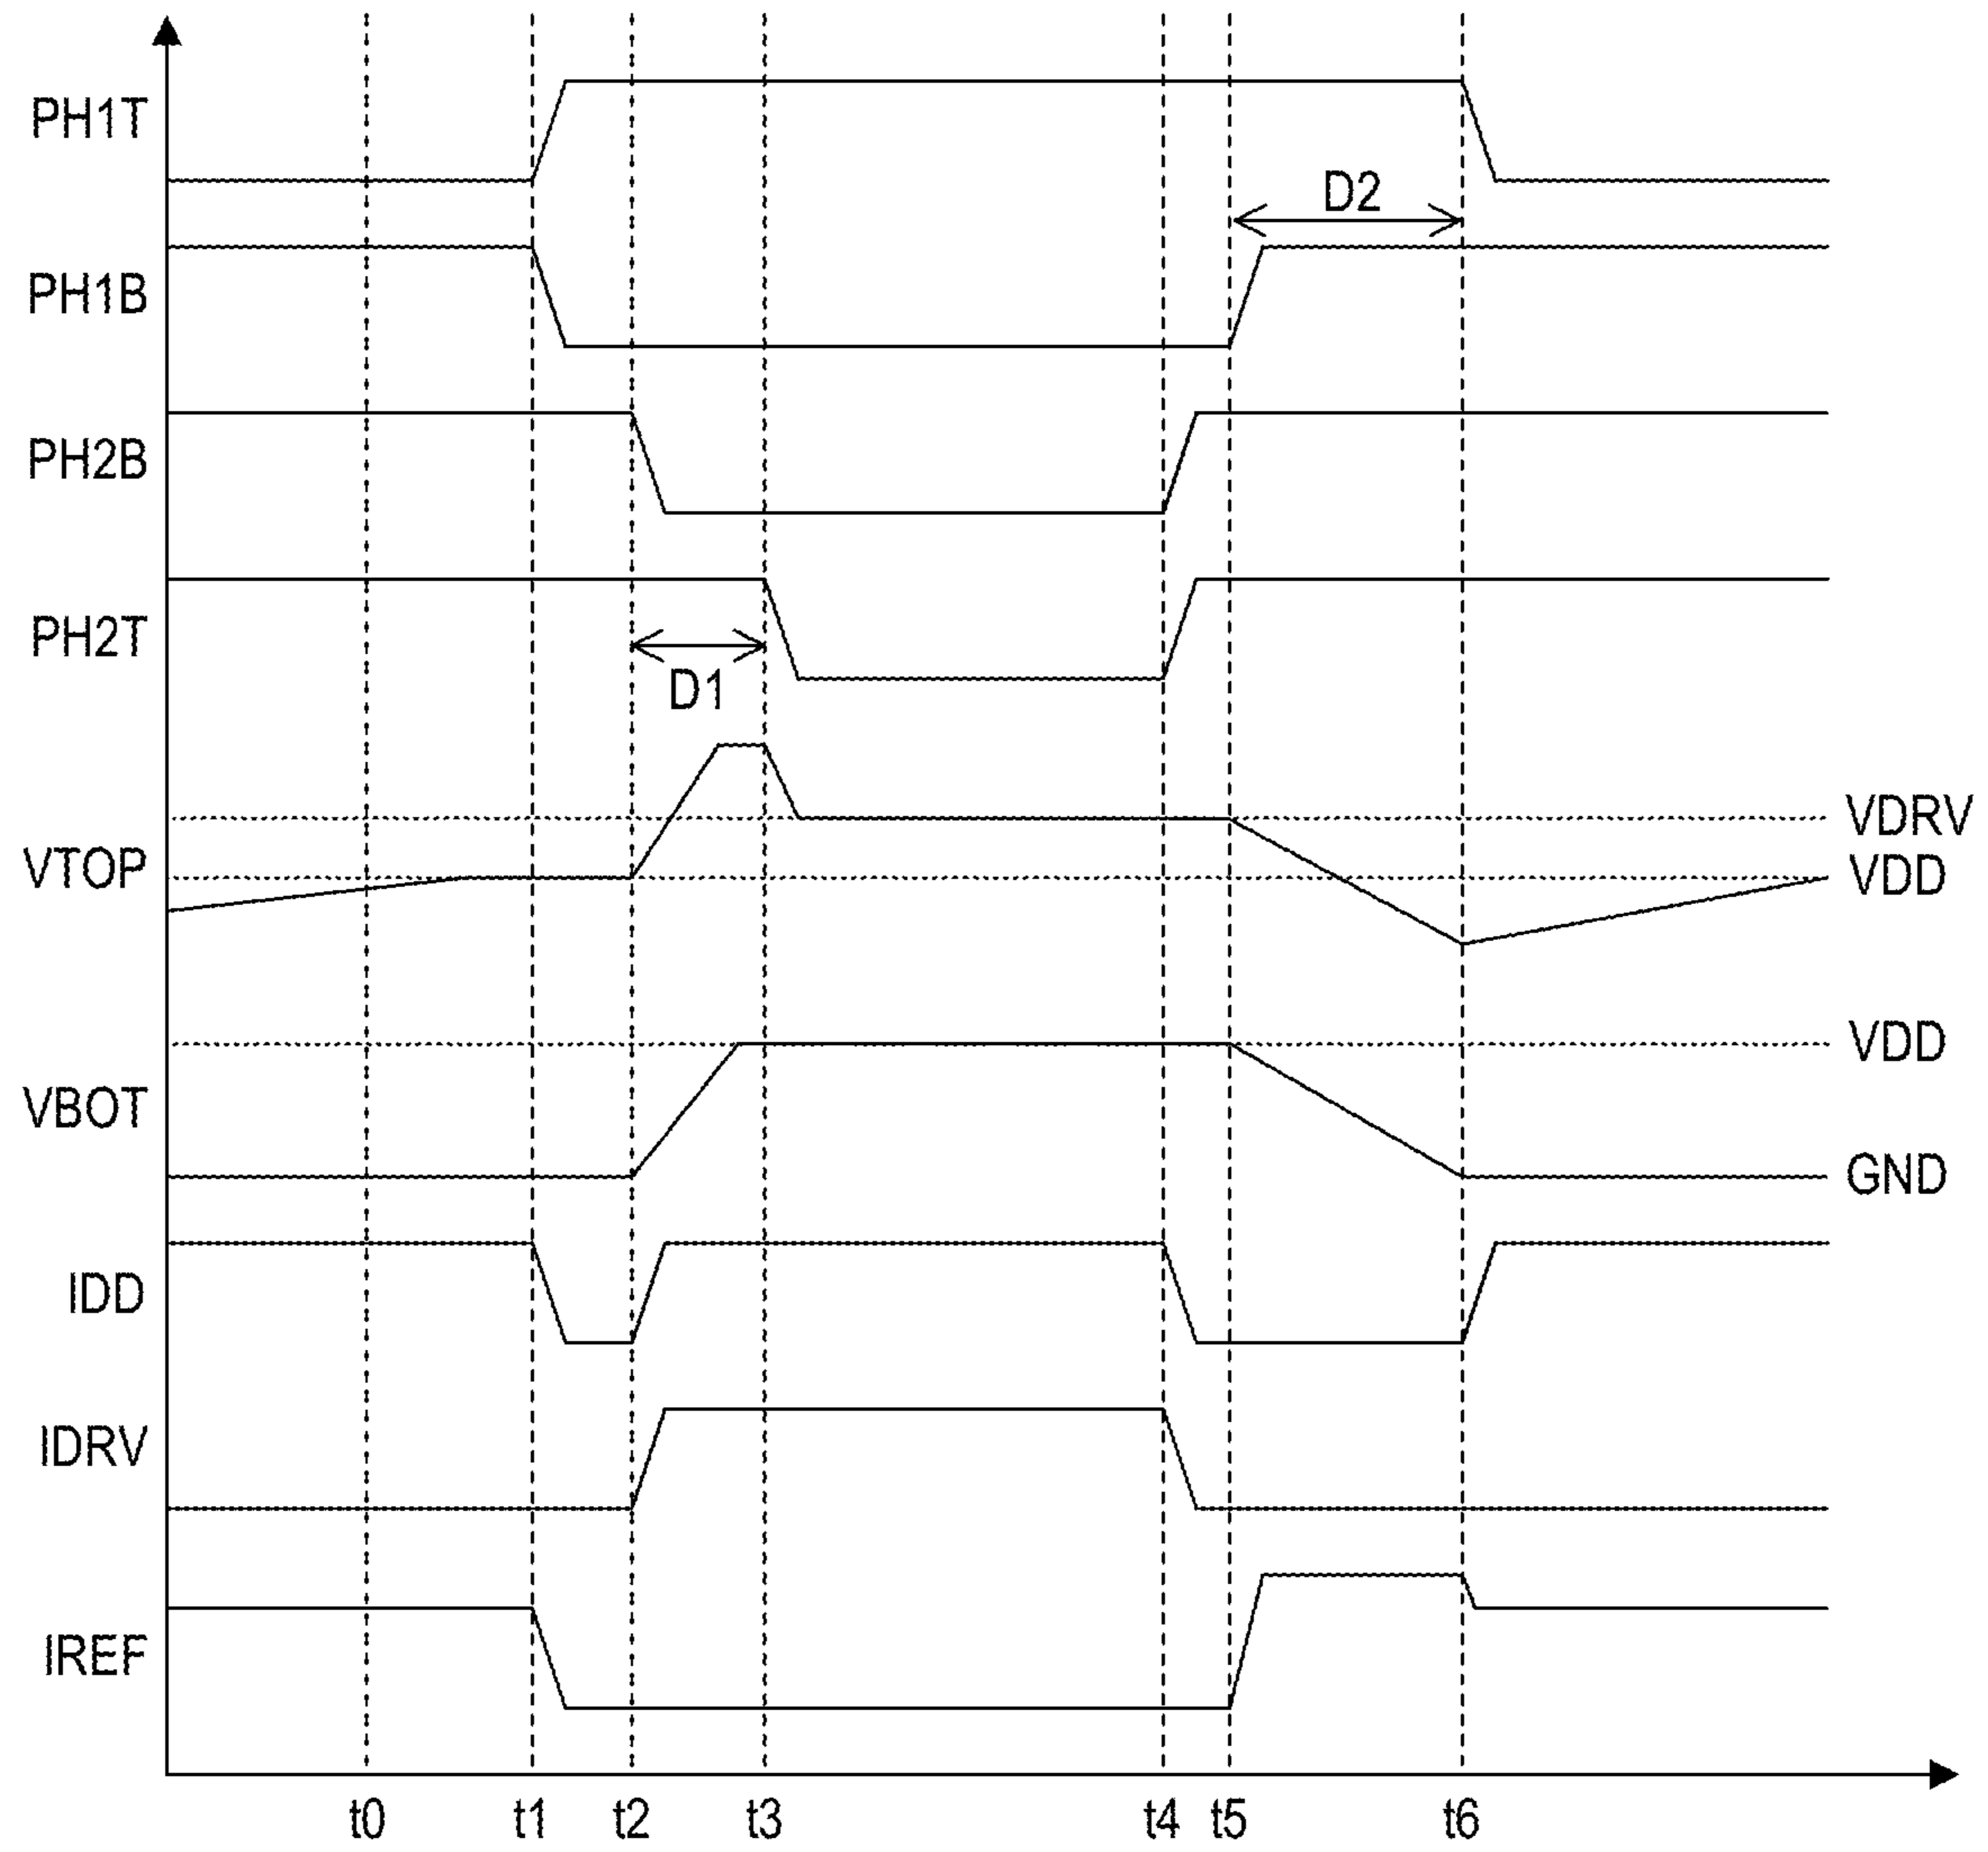 PH1T
D2
PH1B
PH2B
PH2T
D1
VDRV
VTOP
VDD
VDD
VBOT
GND
IDD
IDRV
IREF
t0 t1 t2 t3 t4 t5 t6